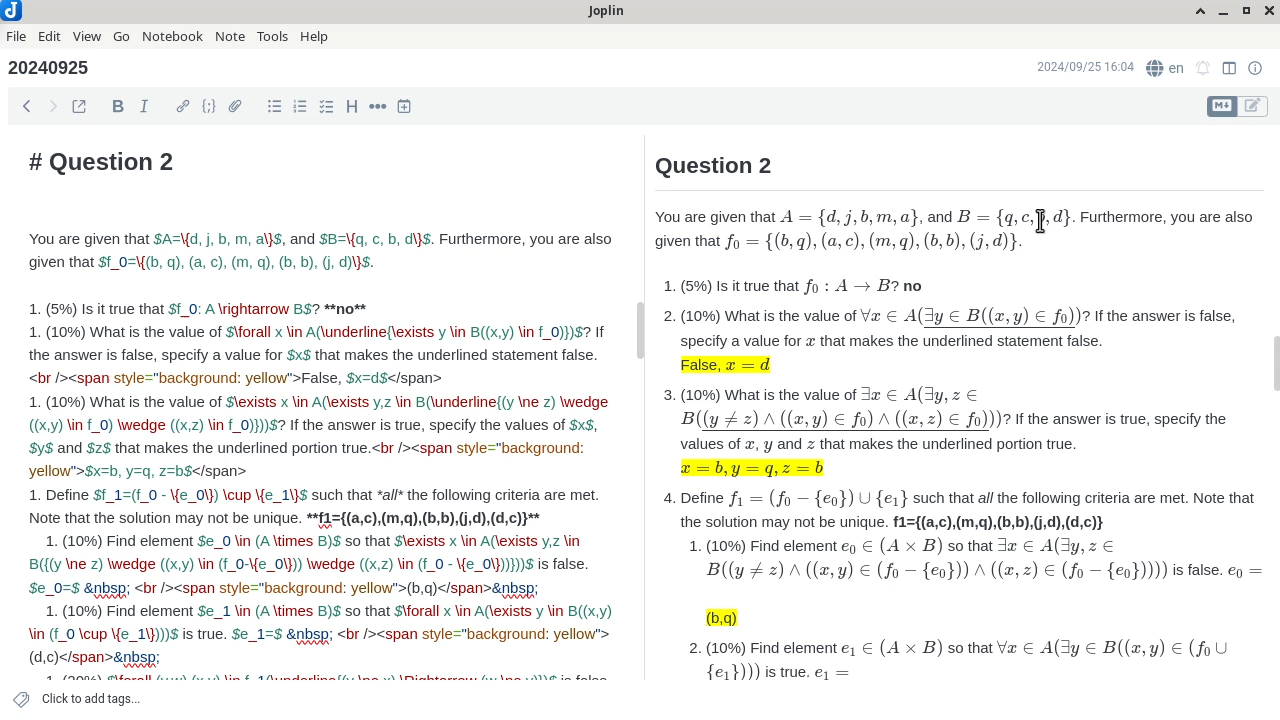 Joplin
File Edit View Go Notebook Note Tools Help
20240925
2024/09/25 16:04 en
# Question 2
You are given that $A=\{d, j, b, m, a\}$, and $B=\{q, c, b, d\}$. Furthermore, you are also
given that $f_0=\{(b, q), (a, c), (m, q), (b, b), (j, d)\}$.
1. (5%) Is it true that $f_0: A \rightarrow B$? **no**
1. (10%) What is the value of $\forall x \in A(\underline{\exists y \in B((x,y) \in f_0)})$? If
the answer is false, specify a value for $x$ that makes the underlined statement false.
<br /><span style="background: yellow">False, $x=d$</span>
1. (10%) What is the value of $\exists x \in A(\exists y,z \in B(\underline{(y \ne z) \wedge
((x,y) \in f_0) \wedge ((x,z) \in f_0)}))$? If the answer is true, specify the values of $x$,
$y$ and $z$ that makes the underlined portion true.<br /><span style="background:
yellow">$x=b, y=q, z=b$</span>
1. Define $f_1=(f_0 - \{e_0\}) \cup \{e_1\}$ such that *all* the following criteria are met.
Note that the solution may not be unique. **f1={(a,c),(m,q),(b,b),(j,d),(d,c)}**
1. (10%) Find element $e_0 \in (A \times B)$ so that $\exists x \in A(\exists y,z \in
B({(y \ne z) \wedge ((x,y) \in (f_0-\{e_0\})) \wedge ((x,z) \in (f_0 - \{e_0\}))}))$ is false.
$e_0=$ &nbsp; <br /><span style="background: yellow">(b,q)</span>&nbsp;
1. (10%) Find element $e_1 \in (A \times B)$ so that $\forall x \in A(\exists y \in B((x,y)
\in (f_0 \cup \{e_1\})))$ is true. $e_1=$ &nbsp; <br /><span style="background: yellow">
(d,c)</span>&nbsp;
Question 2
You are given that A = {d, j, b, m, a}, and B = {q, c, , d}. Furthermore, you are also
given that f₀ = {(b, q), (a, c), (m, q), (b, b), (j, d)}.
1. (5%) Is it true that f₀ : A → B? no
2. (10%) What is the value of ∀x ∈ A(∃y ∈ B((x, y) ∈ f₀))? If the answer is false,
specify a value for x that makes the underlined statement false.
False, x = d
3. (10%) What is the value of ∃x ∈ A(∃y, z ∈
B((y ≠ z) ∧ ((x, y) ∈ f₀) ∧ ((x, z) ∈ f₀)))? If the answer is true, specify the
values of x, y and z that makes the underlined portion true.
x = b, y = q, z = b
4. Define f₁ = (f₀ − {e₀}) ∪ {e₁} such that all the following criteria are met. Note that
the solution may not be unique. f1={(a,c),(m,q),(b,b),(j,d),(d,c)}
1. (10%) Find element e₀ ∈ (A × B) so that ∃x ∈ A(∃y, z ∈
B((y ≠ z) ∧ ((x, y) ∈ (f₀ − {e₀})) ∧ ((x, z) ∈ (f₀ − {e₀})))) is false. e₀ =
(b,q)
2. (10%) Find element e₁ ∈ (A × B) so that ∀x ∈ A(∃y ∈ B((x, y) ∈ (f₀ ∪
{e₁}))) is true. e₁ =
Click to add tags...